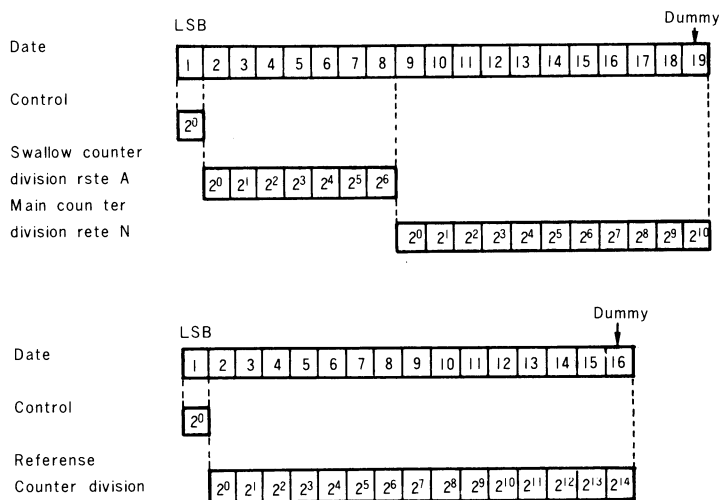 Dummy
LSB
Date 1 2 3 4 5 6 7 8 9 10 11 12 13 14 15 16 17 18 19
Control
2⁰
Swallow counter
division rste A 2⁰ 2¹ 2² 2³ 2⁴ 2⁵ 2⁶
Main coun ter
division rete N 2⁰ 2¹ 2² 2³ 2⁴ 2⁵ 2⁶ 2⁷ 2⁸ 2⁹ 2¹⁰
Dummy
LSB
Date 1 2 3 4 5 6 7 8 9 10 11 12 13 14 15 16
Control
2⁰
Referense
Counter division 2⁰ 2¹ 2² 2³ 2⁴ 2⁵ 2⁶ 2⁷ 2⁸ 2⁹ 2¹⁰ 2¹¹ 2¹² 2¹³ 2¹⁴